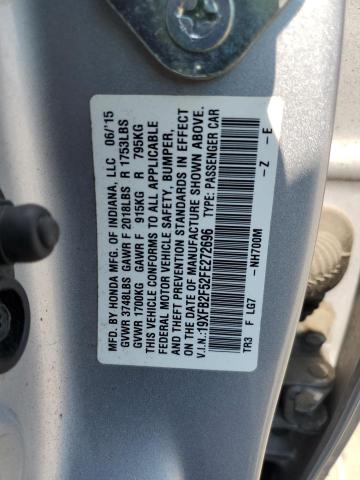 MFD. BY HONDA MFG. OF INDIANA, LLC 06/'15
GVWR 3748LBS GAWR F 2018LBS R 1753LBS
GVWR 1700KG GAWR F 915KG R 795KG
THIS VEHICLE CONFORMS TO ALL APPLICABLE
FEDERAL MOTOR VEHICLE SAFETY, BUMPER,
AND THEFT PREVENTION STANDARDS IN EFFECT
ON THE DATE OF MANUFACTURE SHOWN ABOVE.
V.I.N.:19XFB2F52FE272696 TYPE: PASSENGER CAR
-NH700M -Z -E
TR3 F LG7